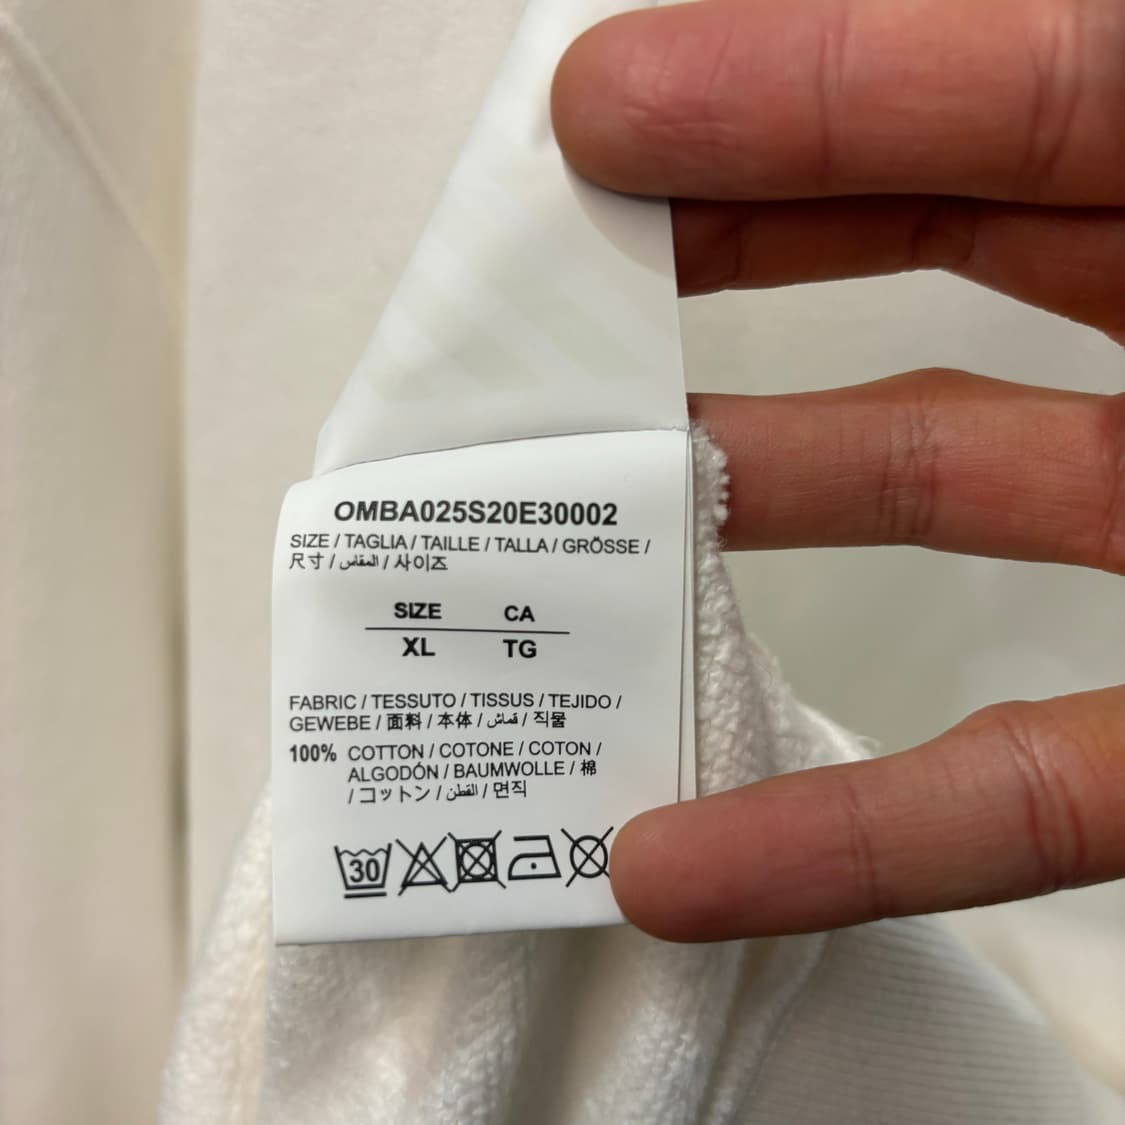 OMBA025S20E30002
SIZE / TAGLIA / TAILLE / TALLA / GRÖSSE /
尺寸 / المقاس / 사이즈
SIZE CA
XL TG
FABRIC / TESSUTO / TISSUS / TEJIDO /
GEWEBE / 面料 / 本体 / قماش / 직물
100% COTTON / COTONE / COTON /
ALGODÓN / BAUMWOLLE / 棉
/ コットン / القطن / 면직
30